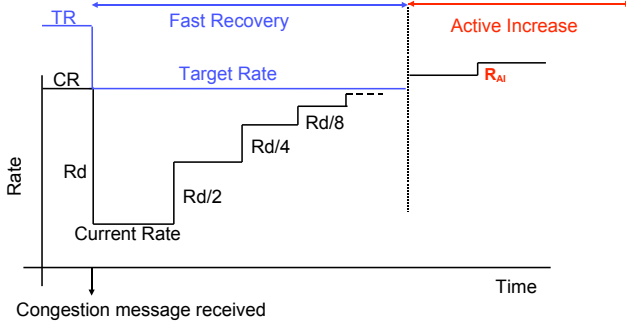 TR
Fast Recovery
Active Increase
CR
Target Rate
R_AI
Rd/8
Rd/4
Rd
Rd/2
Rate
Current Rate
Time
Congestion message received